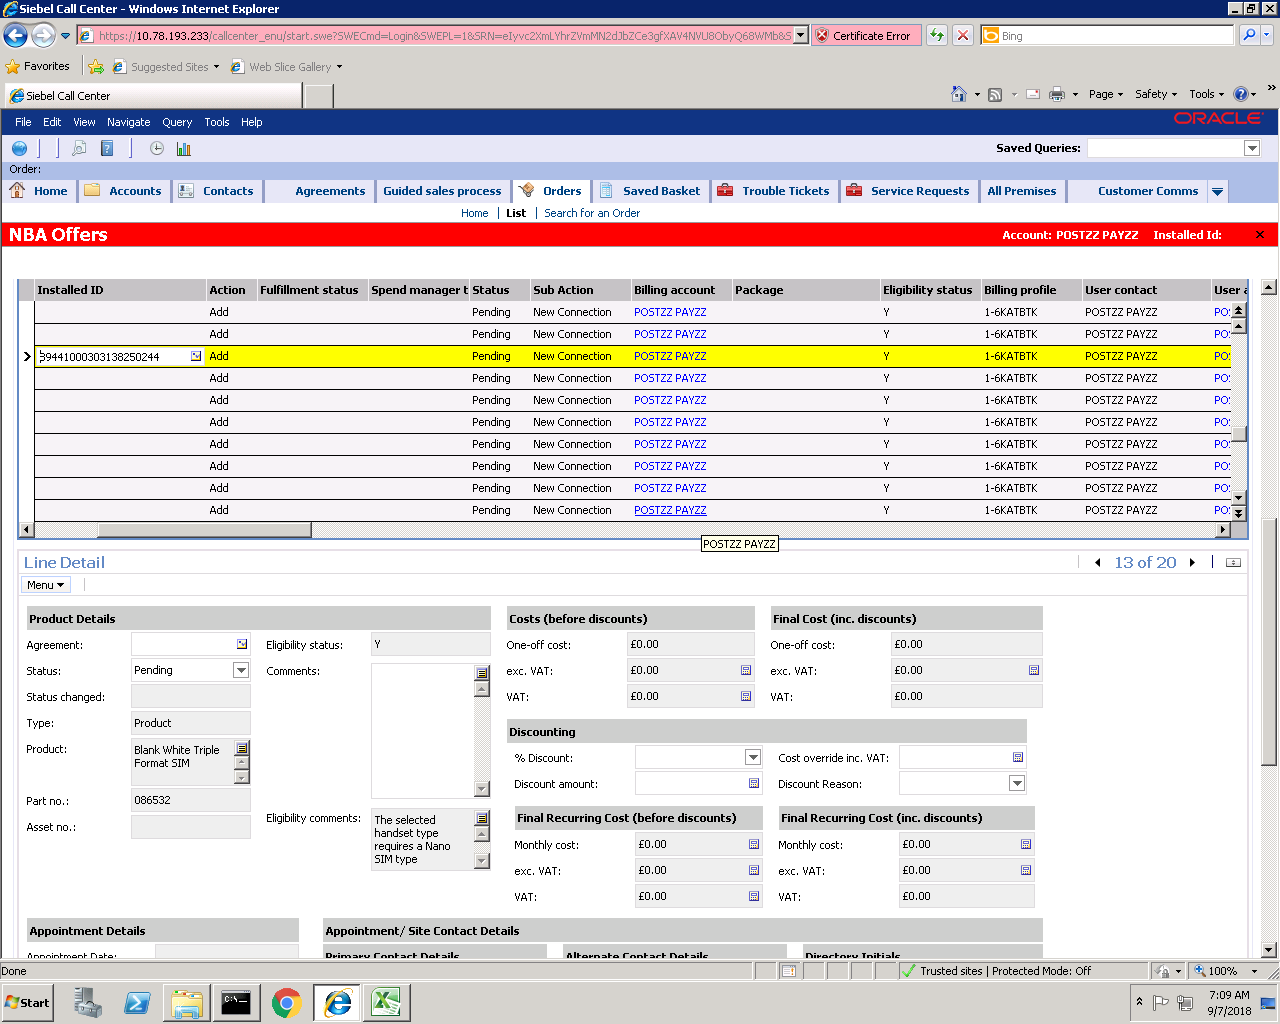 Siebel Call Center - Windows Internet Explorer
https://10.78.193.233/callcenter_enu/start.swe?SWECmd=Login&SWEPL=1&SRN=
Certificate Error
Bing
Favorites
Suggested Sites
Web Slice Gallery
Siebel Call Center
Page
Safety
Tools
File Edit View Navigate Query Tools Help
ORACLE
Saved Queries:
Order:
Home
Accounts
Contacts
Agreements
Guided sales process
Orders
Saved Basket
Trouble Tickets
Service Requests
All Premises
Customer Comms
Home | List | Search for an Order
NBA Offers
Account: POSTZZ PAYZZ Installed Id:
Installed ID Action Fulfillment status Spend manager t Status Sub Action Billing account Package Eligibility status Billing profile User contact User a
Add Pending New Connection POSTZZ PAYZZ Y 1-6KATBTK POSTZZ PAYZZ PO
Add Pending New Connection POSTZZ PAYZZ Y 1-6KATBTK POSTZZ PAYZZ PO
39441000303138250244 Add Pending New Connection POSTZZ PAYZZ Y 1-6KATBTK POSTZZ PAYZZ PO
Add Pending New Connection POSTZZ PAYZZ Y 1-6KATBTK POSTZZ PAYZZ PO
Add Pending New Connection POSTZZ PAYZZ Y 1-6KATBTK POSTZZ PAYZZ PO
Add Pending New Connection POSTZZ PAYZZ Y 1-6KATBTK POSTZZ PAYZZ PO
Add Pending New Connection POSTZZ PAYZZ Y 1-6KATBTK POSTZZ PAYZZ PO
Add Pending New Connection POSTZZ PAYZZ Y 1-6KATBTK POSTZZ PAYZZ PO
Add Pending New Connection POSTZZ PAYZZ Y 1-6KATBTK POSTZZ PAYZZ PO
Add Pending New Connection POSTZZ PAYZZ Y 1-6KATBTK POSTZZ PAYZZ PO
POSTZZ PAYZZ
Line Detail
13 of 20
Menu
Product Details
Agreement:
Status: Pending
Status changed:
Type: Product
Product: Blank White Triple
Format SIM
Part no.: 086532
Asset no.:
Eligibility status: Y
Comments:
Eligibility comments: The selected
handset type
requires a Nano
SIM type
Costs (before discounts)
One-off cost: £0.00
exc. VAT: £0.00
VAT: £0.00
Final Cost (inc. discounts)
One-off cost: £0.00
exc. VAT: £0.00
VAT: £0.00
Discounting
% Discount:
Cost override inc. VAT:
Discount amount:
Discount Reason:
Final Recurring Cost (before discounts)
Monthly cost: £0.00
exc. VAT: £0.00
VAT: £0.00
Final Recurring Cost (inc. discounts)
Monthly cost: £0.00
exc. VAT: £0.00
VAT: £0.00
Appointment Details
Appointment Date:
Appointment/ Site Contact Details
Primary Contact Details
Alternate Contact Details
Directory Initials
Done
Trusted sites | Protected Mode: Off
100%
Start
7:09 AM
9/7/2018